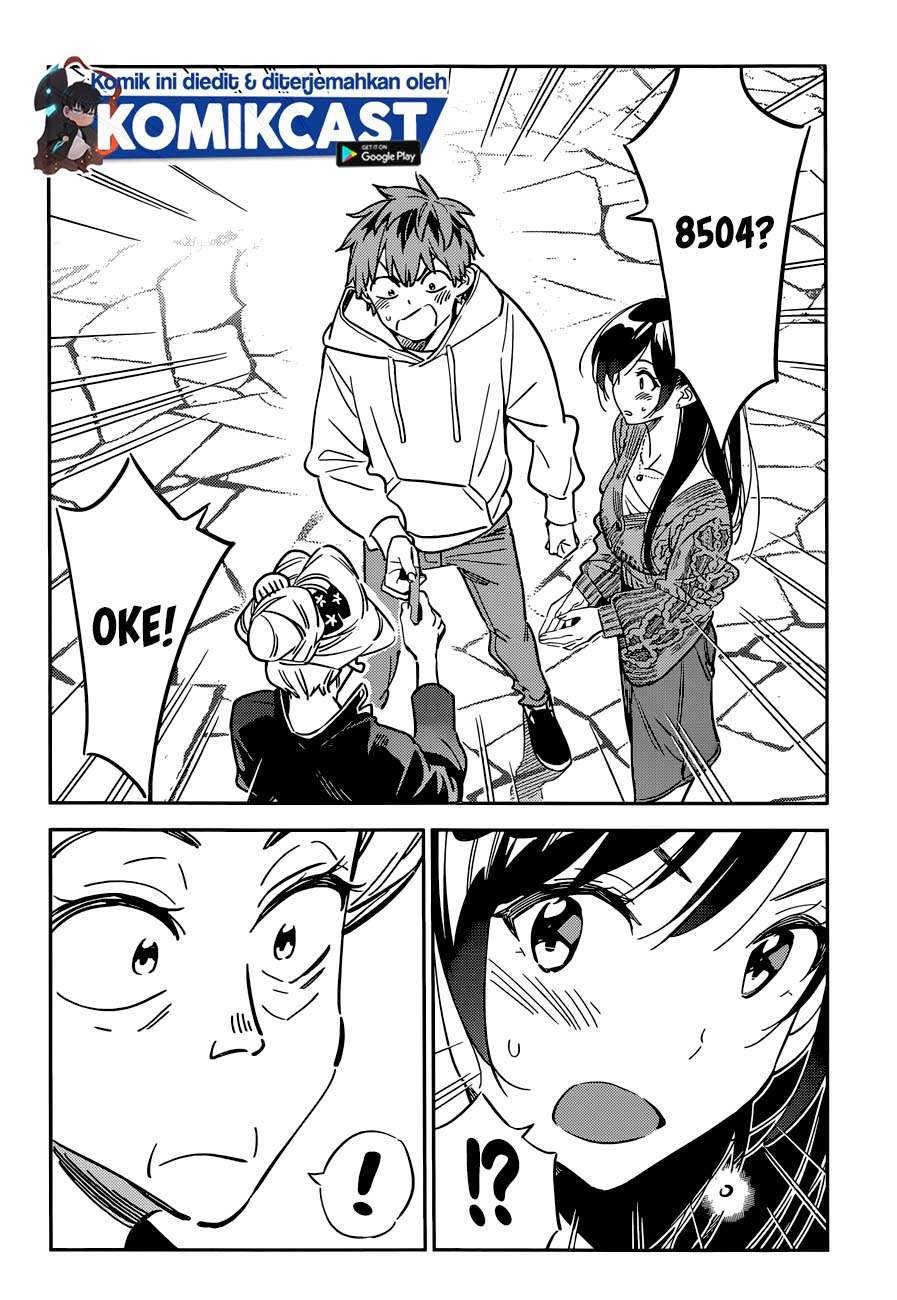 Komik ini diedit & diterjemahkan oleh
KOMIKCAST
GET IT ON
Google Play
8504?
OKE!
!?
!